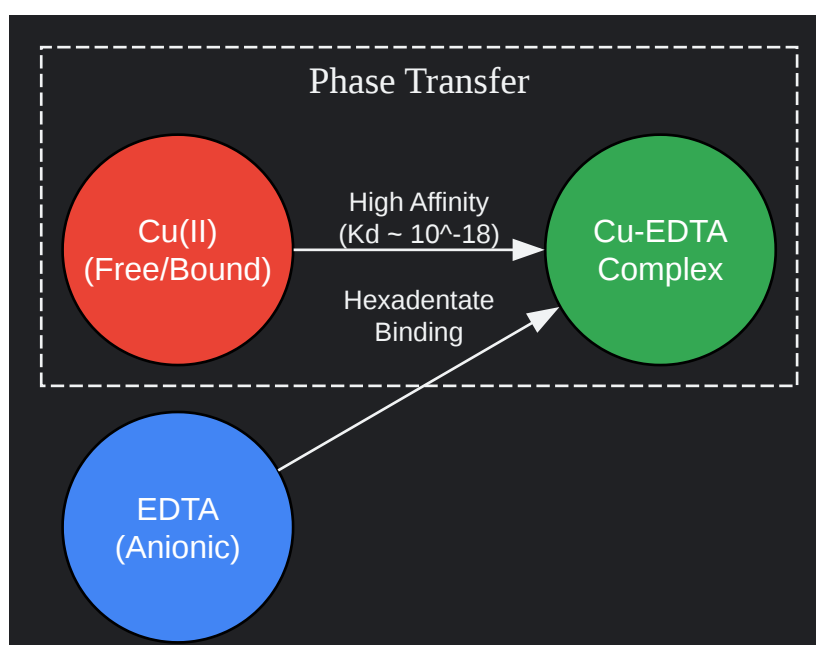 Phase Transfer
Cu(II)
(Free/Bound)
High Affinity
(Kd ~ 10^-18)
Cu-EDTA
Complex
Hexadentate
Binding
EDTA
(Anionic)